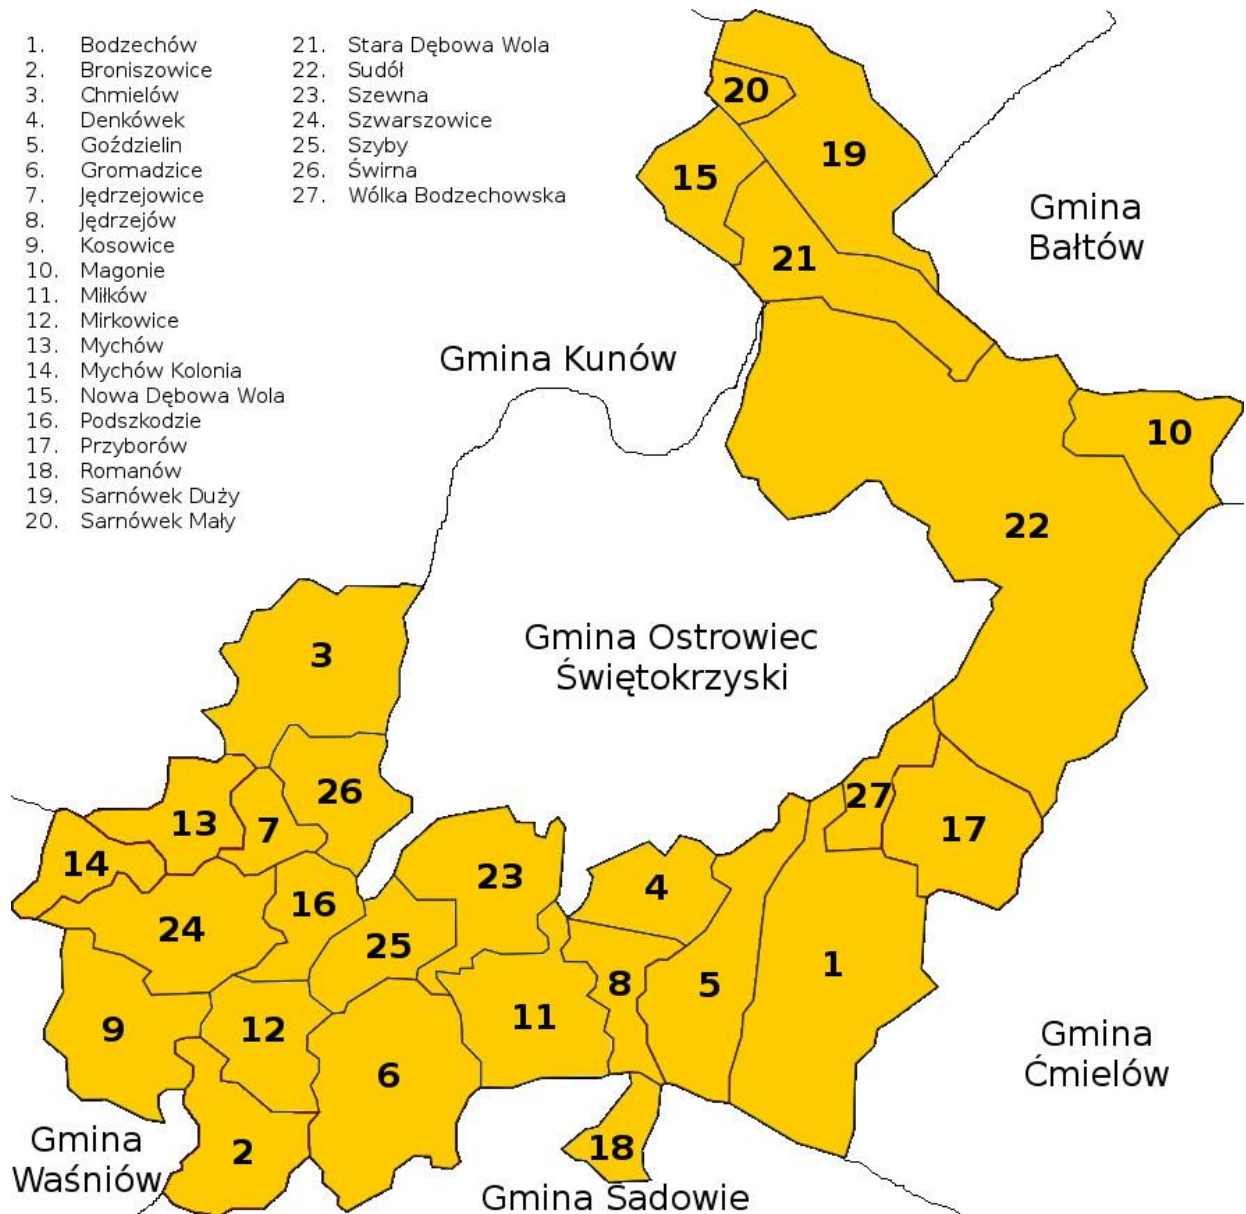 1. Bodzechów
2. Broniszowice
3. Chmielów
4. Denkówek
5. Goździelin
6. Gromadzice
7. Jędrzejowice
8. Jędrzejów
9. Kosowice
10. Magonie
11. Miłków
12. Mirkowice
13. Mychów
14. Mychów Kolonia
15. Nowa Dębowa Wola
16. Podszkodzie
17. Przyborów
18. Romanów
19. Sarnówek Duży
20. Sarnówek Mały
21. Stara Dębowa Wola
22. Sudół
23. Szewna
24. Szwarszowice
25. Szyby
26. Świrna
27. Wólka Bodzechowska
20
19
15
21
Gmina
Bałtów
Gmina Kunów
10
22
Gmina Ostrowiec
Świętokrzyski
3
26
27
13
7
17
14
23
4
16
24
25
1
8
5
9
12
11
6
Gmina
Ćmielów
Gmina
Waśniów
2
18
Gmina Sadowie